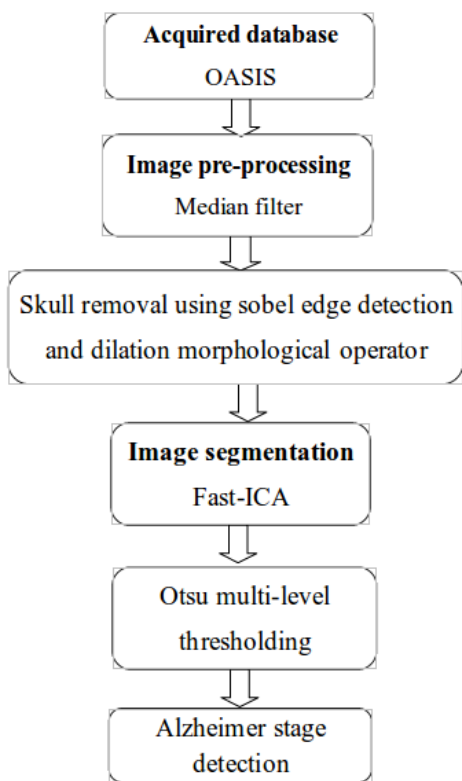 Acquired database
OASIS
Image pre-processing
Median filter
Skull removal using sobel edge detection
and dilation morphological operator
Image segmentation
Fast-ICA
Otsu multi-level
thresholding
Alzheimer stage
detection